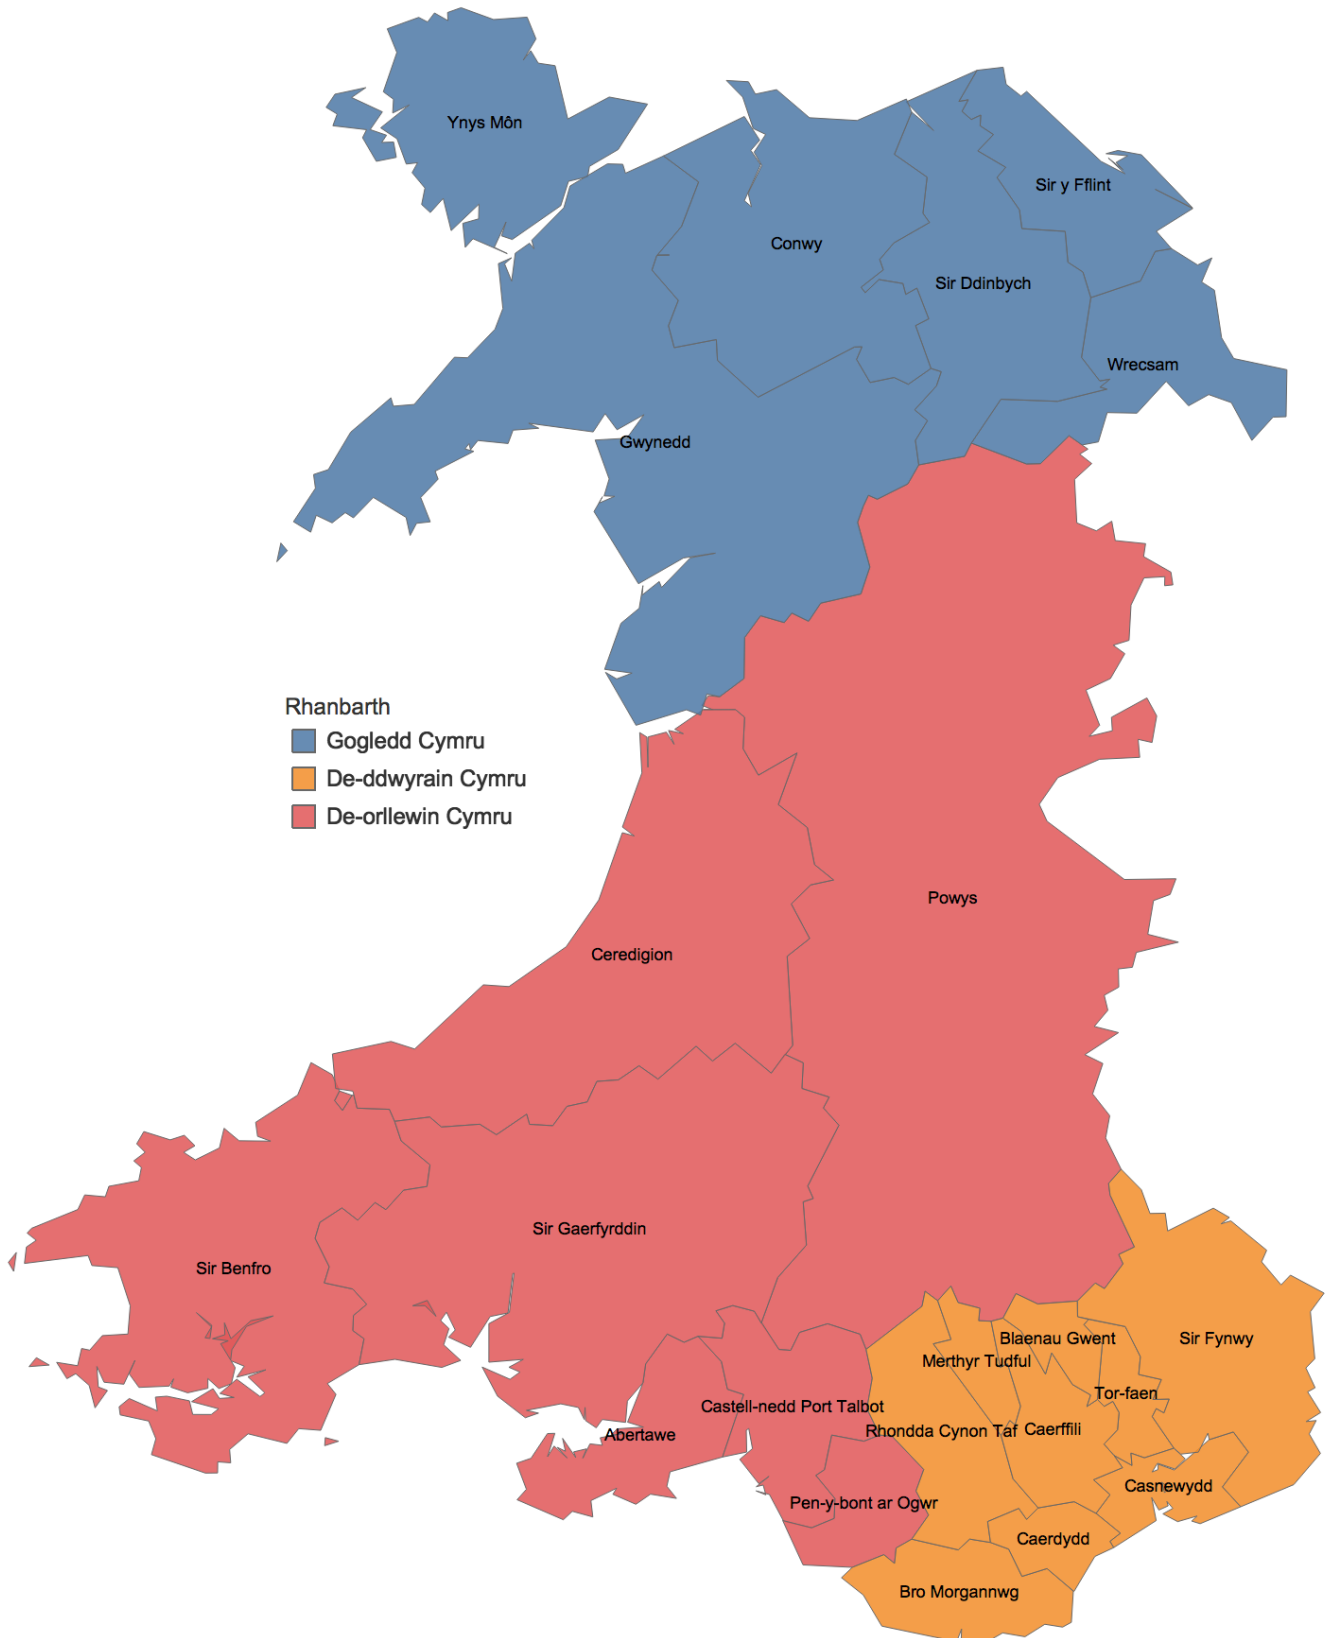 Ynys Môn
Sir y Fflint
Conwy
Sir Ddinbych
Wrecsam
Gwynedd
Rhanbarth
Gogledd Cymru
De-ddwyrain Cymru
De-orllewin Cymru
Powys
Ceredigion
Sir Gaerfyrddin
Sir Benfro
Blaenau Gwent
Sir Fynwy
Merthyr Tudful
Tor-faen
Castell-nedd Port Talbot
Rhondda Cynon Taf
Caerffili
Abertawe
Casnewydd
Pen-y-bont ar Ogwr
Caerdydd
Bro Morgannwg